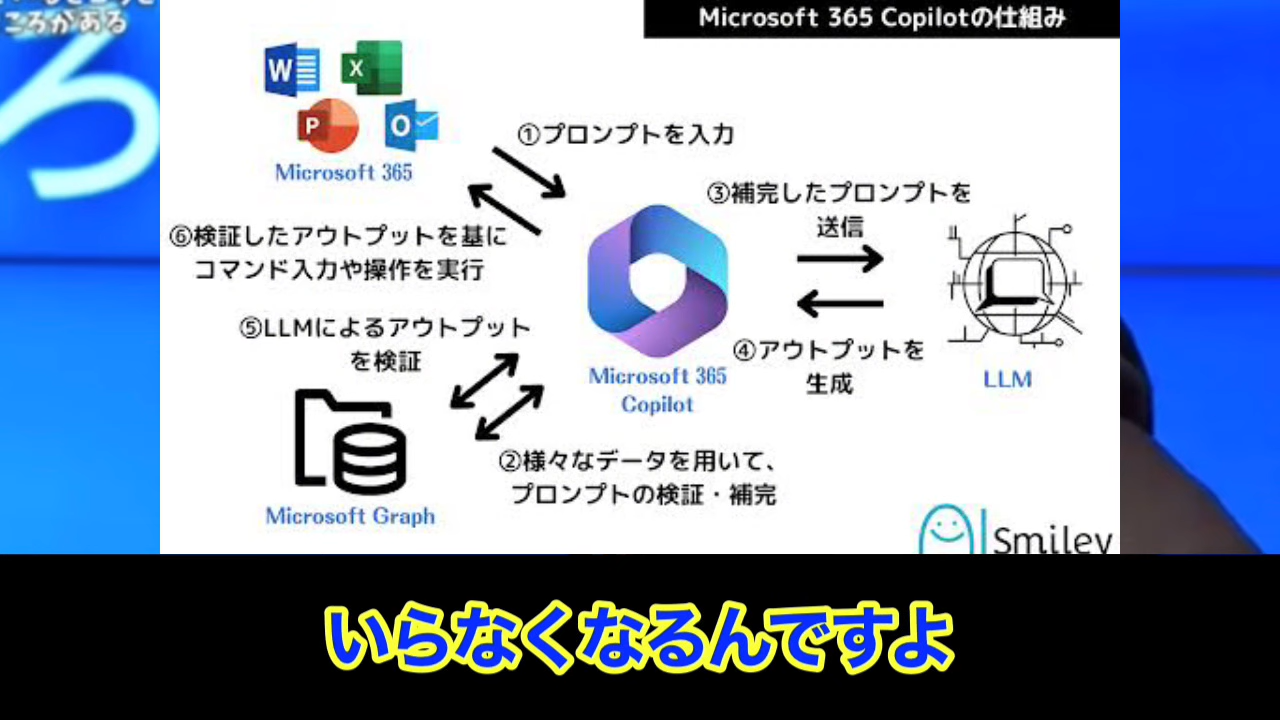 ころがある
ろ
Microsoft 365 Copilotの仕組み
W
X
P
O
Microsoft 365
①プロンプトを入力
③補完したプロンプトを
送信
⑥検証したアウトプットを基に
コマンド入力や操作を実行
⑤LLMによるアウトプット
を検証
④アウトプットを
生成
Microsoft 365
Copilot
LLM
②様々なデータを用いて、
プロンプトの検証・補完
Microsoft Graph
Smiley
いらなくなるんですよ